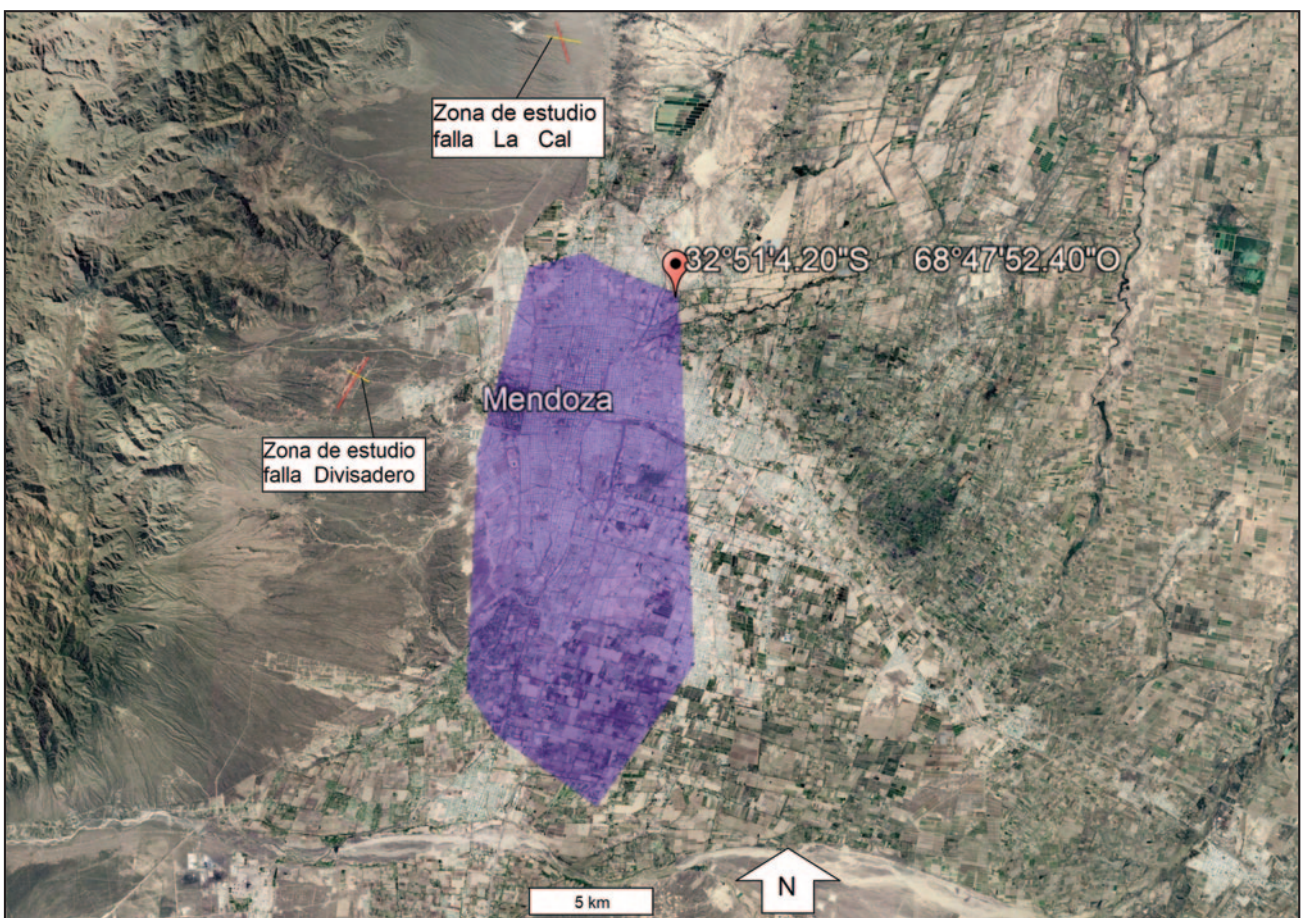 Zona de estudio
falla La Cal
32°51'4.20"S 68°47'52.40"O
Mendoza
Zona de estudio
falla Divisadero
5 km
N